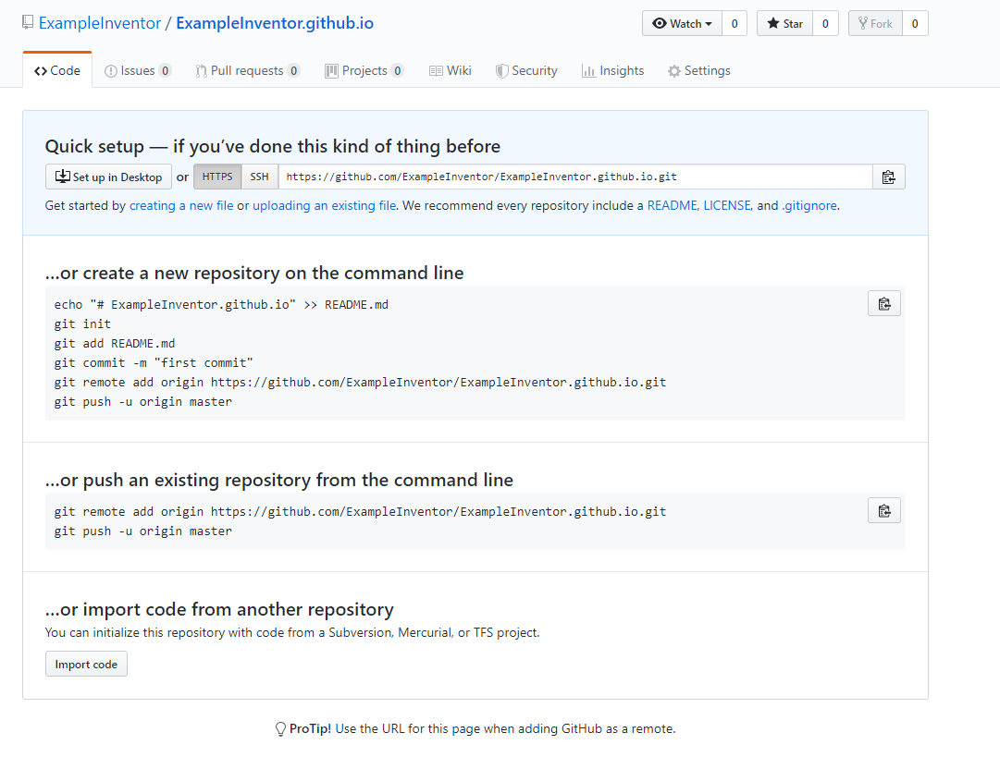 ExampleInventor / ExampleInventor.github.io
Watch 0 Star 0 Fork 0
Code Issues 0 Pull requests 0 Projects 0 Wiki Security Insights Settings
Quick setup — if you’ve done this kind of thing before
Set up in Desktop or HTTPS SSH https://github.com/ExampleInventor/ExampleInventor.github.io.git
Get started by creating a new file or uploading an existing file. We recommend every repository include a README, LICENSE, and .gitignore.
…or create a new repository on the command line
echo "# ExampleInventor.github.io" >> README.md
git init
git add README.md
git commit -m "first commit"
git remote add origin https://github.com/ExampleInventor/ExampleInventor.github.io.git
git push -u origin master
…or push an existing repository from the command line
git remote add origin https://github.com/ExampleInventor/ExampleInventor.github.io.git
git push -u origin master
…or import code from another repository
You can initialize this repository with code from a Subversion, Mercurial, or TFS project.
Import code
ProTip! Use the URL for this page when adding GitHub as a remote.